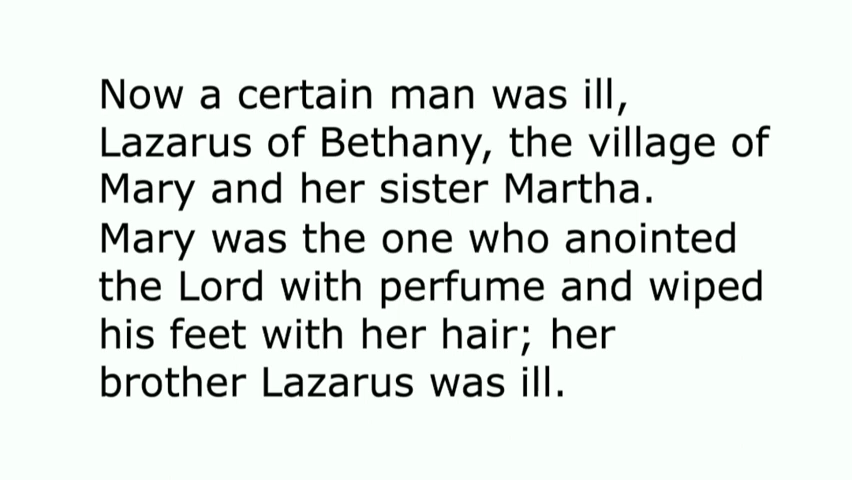 Now a certain man was ill,
Lazarus of Bethany, the village of
Mary and her sister Martha.
Mary was the one who anointed
the Lord with perfume and wiped
his feet with her hair; her
brother Lazarus was ill.